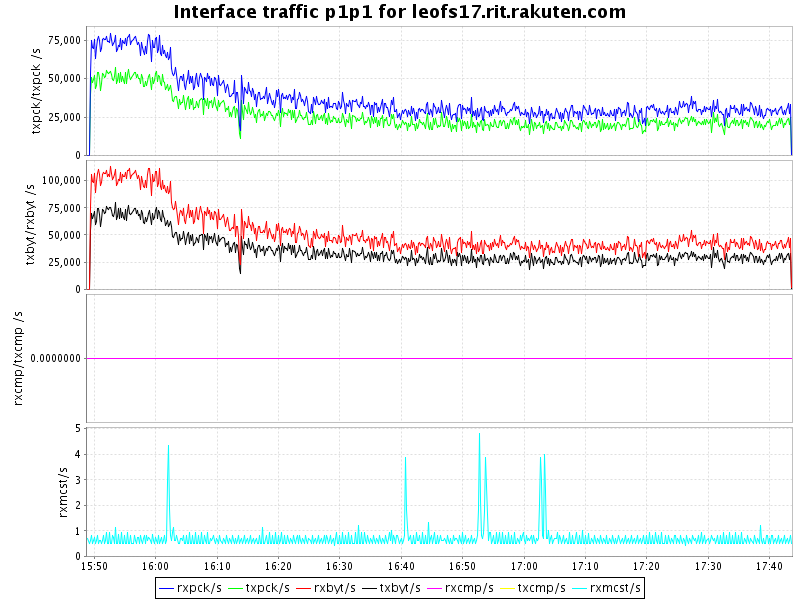 Interface traffic p1p1 for leofs17.rit.rakuten.com
txpck/txpck /s
75,000
50,000
25,000
0
txbyt/rxbyt /s
100,000
75,000
50,000
25,000
0
rxcmp/txcmp /s
0.0000000
rxmcst/s
5
4
3
2
1
0
15:50 16:00 16:10 16:20 16:30 16:40 16:50 17:00 17:10 17:20 17:30 17:40
rxpck/s txpck/s rxbyt/s txbyt/s rxcmp/s txcmp/s rxmcst/s